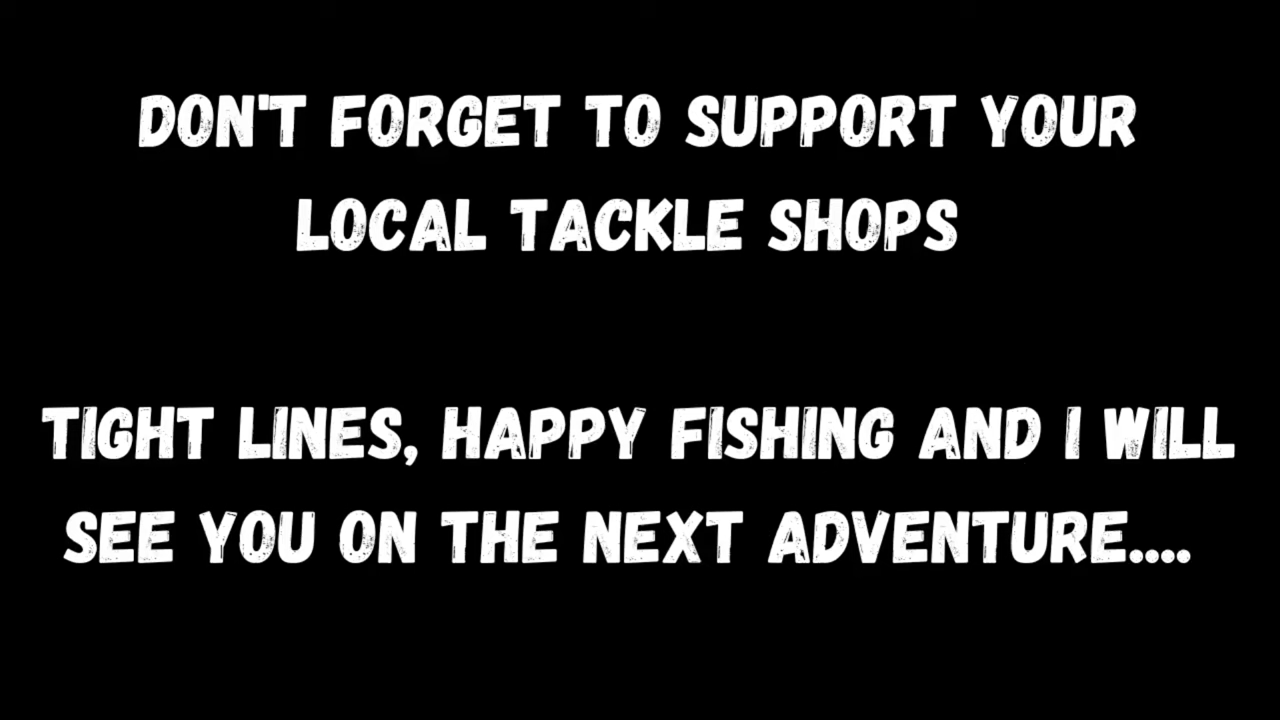 DON'T FORGET TO SUPPORT YOUR
LOCAL TACKLE SHOPS
TIGHT LINES, HAPPY FISHING AND I WILL
SEE YOU ON THE NEXT ADVENTURE....